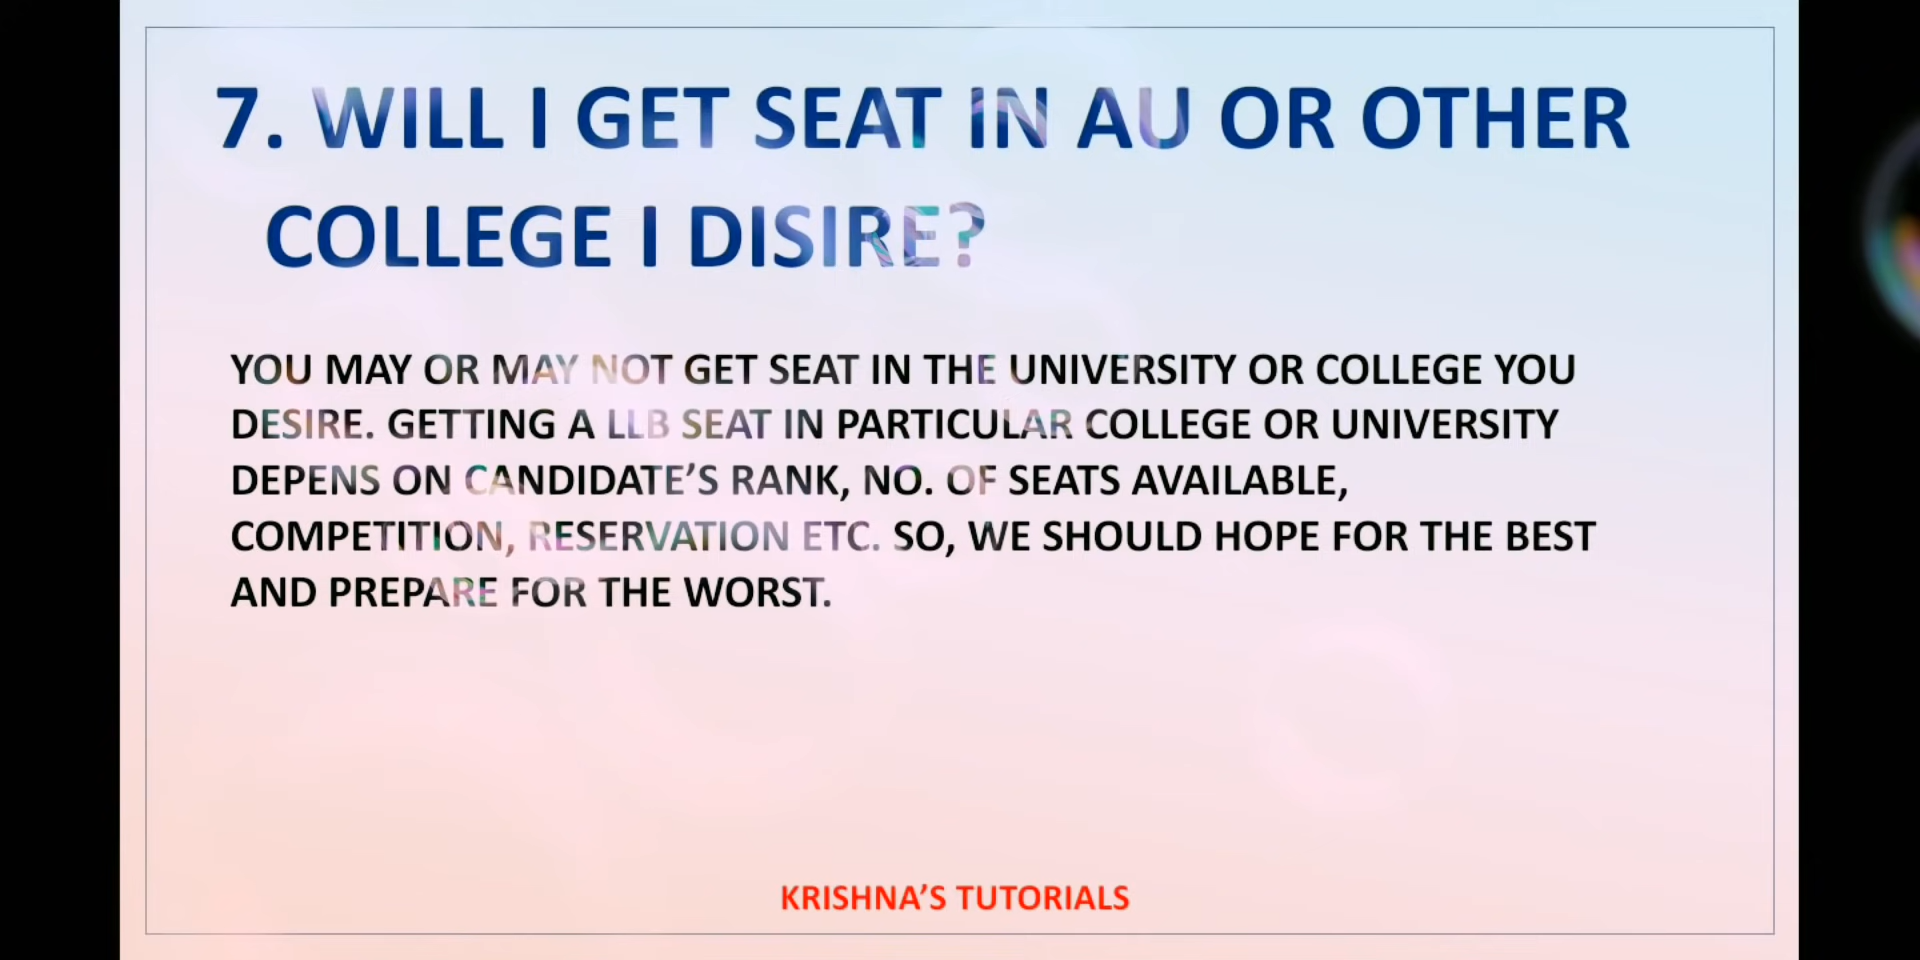 7. WILL I GET SEAT IN AU OR OTHER
COLLEGE I DISIRE?
YOU MAY OR MAY NOT GET SEAT IN THE UNIVERSITY OR COLLEGE YOU
DESIRE. GETTING A LLB SEAT IN PARTICULAR COLLEGE OR UNIVERSITY
DEPENS ON CANDIDATE’S RANK, NO. OF SEATS AVAILABLE,
COMPETITION, RESERVATION ETC. SO, WE SHOULD HOPE FOR THE BEST
AND PREPARE FOR THE WORST.
KRISHNA’S TUTORIALS